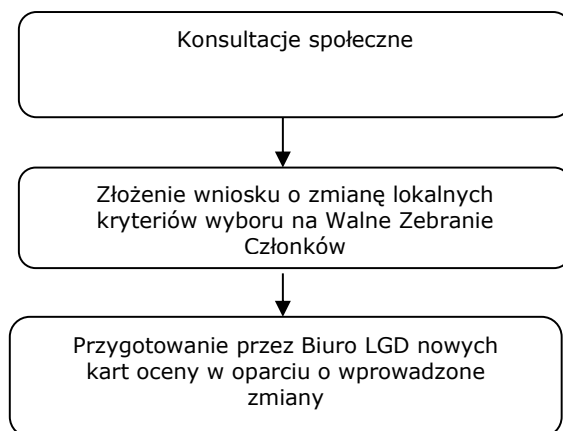 Konsultacje społeczne
Złożenie wniosku o zmianę lokalnych
kryteriów wyboru na Walne Zebranie
Członków
Przygotowanie przez Biuro LGD nowych
kart oceny w oparciu o wprowadzone
zmiany